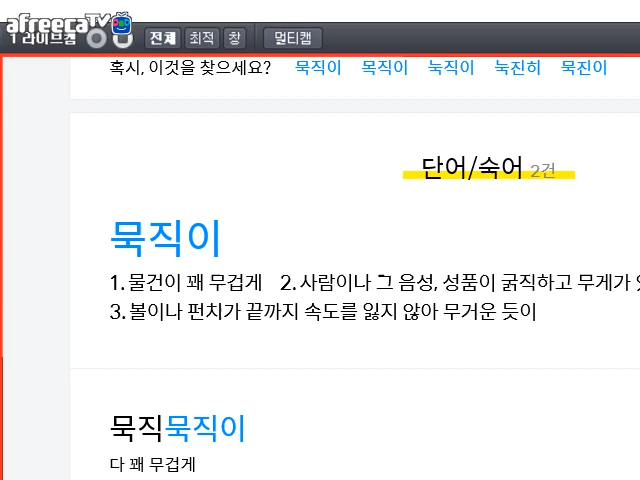 afreecaTV
1 라이브캠 전체 최적 창 멀티캠
혹시, 이것을 찾으세요? 묵직이 목직이 눅직이 눅진히 묵진이
단어/숙어 2건
묵직이
1. 물건이 꽤 무겁게 2. 사람이나 그 음성, 성품이 굵직하고 무게가
3. 볼이나 펀치가 끝까지 속도를 잃지 않아 무거운 듯이
묵직묵직이
다 꽤 무겁게